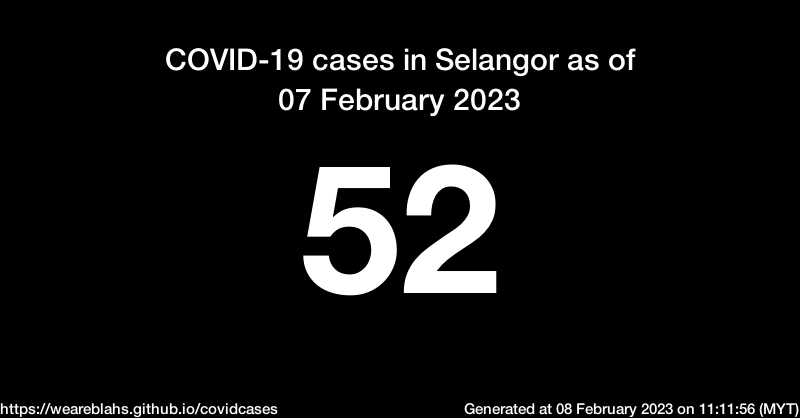 COVID-19 cases in Selangor as of
07 February 2023
52
https://weareblahs.github.io/covidcases
Generated at 08 February 2023 on 11:11:56 (MYT)